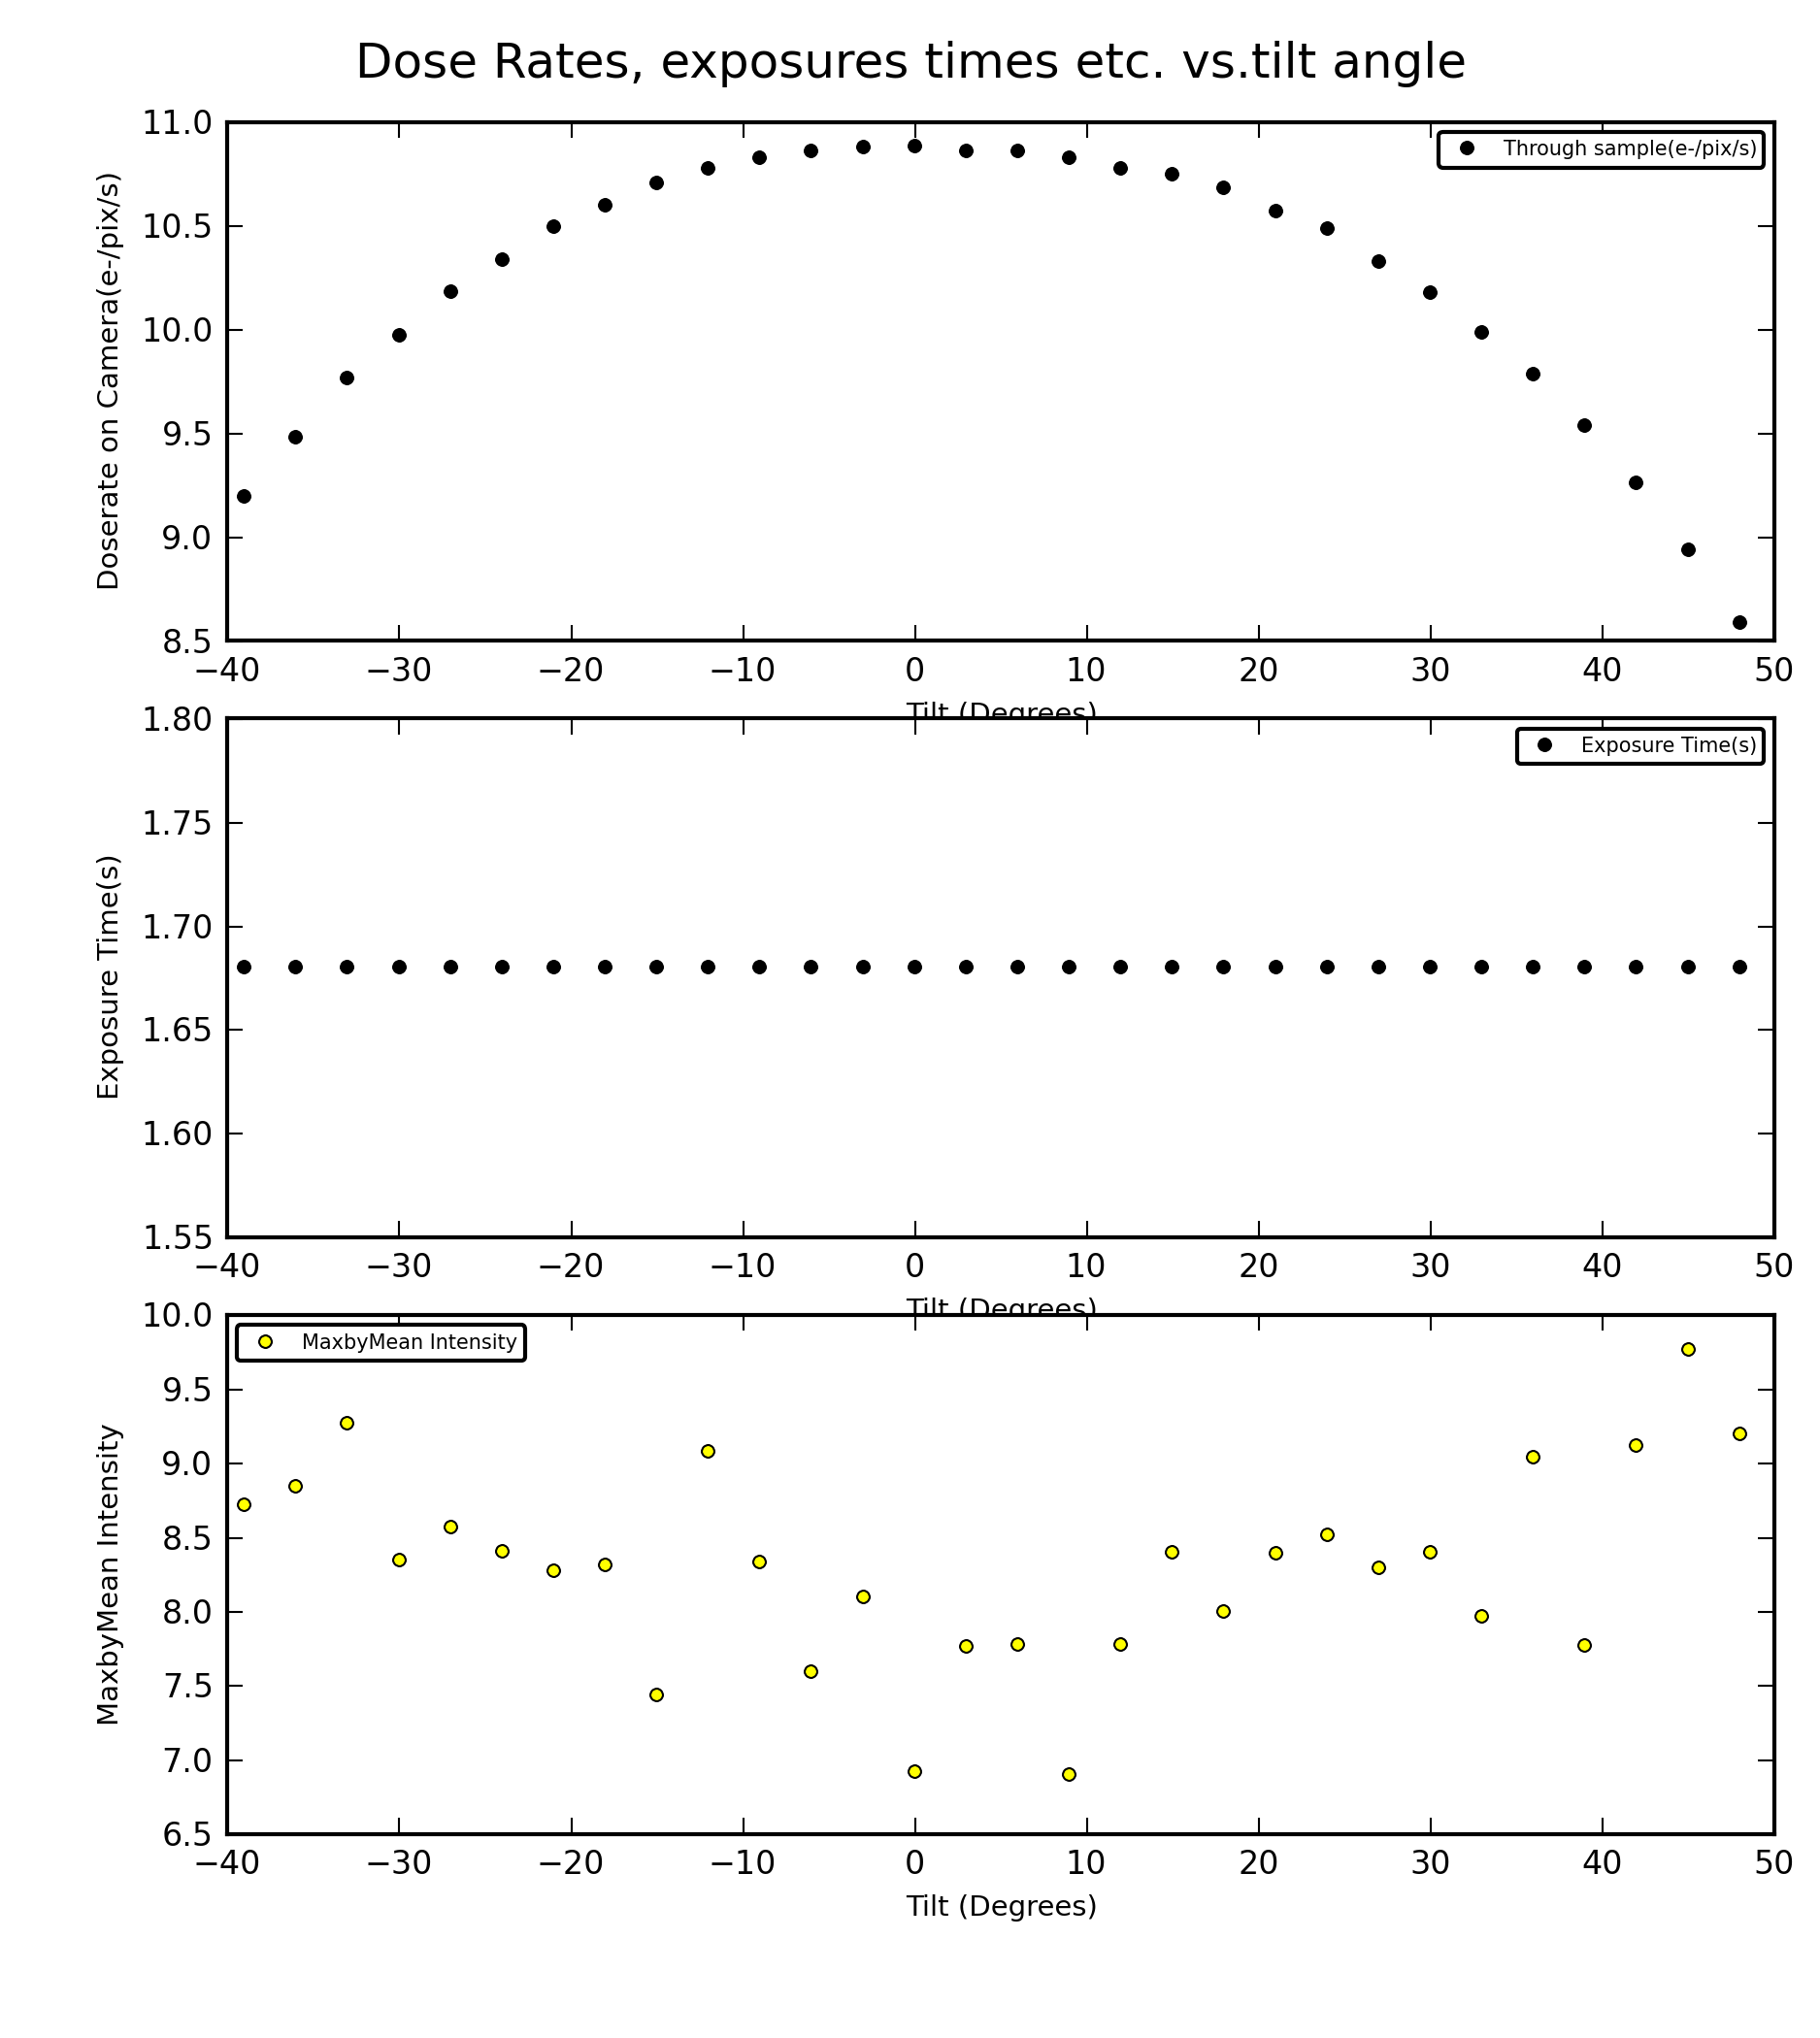 Dose Rates, exposures times etc. vs.tilt angle
11.0
10.5
10.0
9.5
9.0
8.5
Doserate on Camera(e-/pix/s)
Through sample(e-/pix/s)
−40 −30 −20 −10 0 10 20 30 40 50
Tilt (Degrees)
1.80
1.75
1.70
1.65
1.60
1.55
Exposure Time(s)
Exposure Time(s)
−40 −30 −20 −10 0 10 20 30 40 50
Tilt (Degrees)
10.0
9.5
9.0
8.5
8.0
7.5
7.0
6.5
MaxbyMean Intensity
MaxbyMean Intensity
−40 −30 −20 −10 0 10 20 30 40 50
Tilt (Degrees)